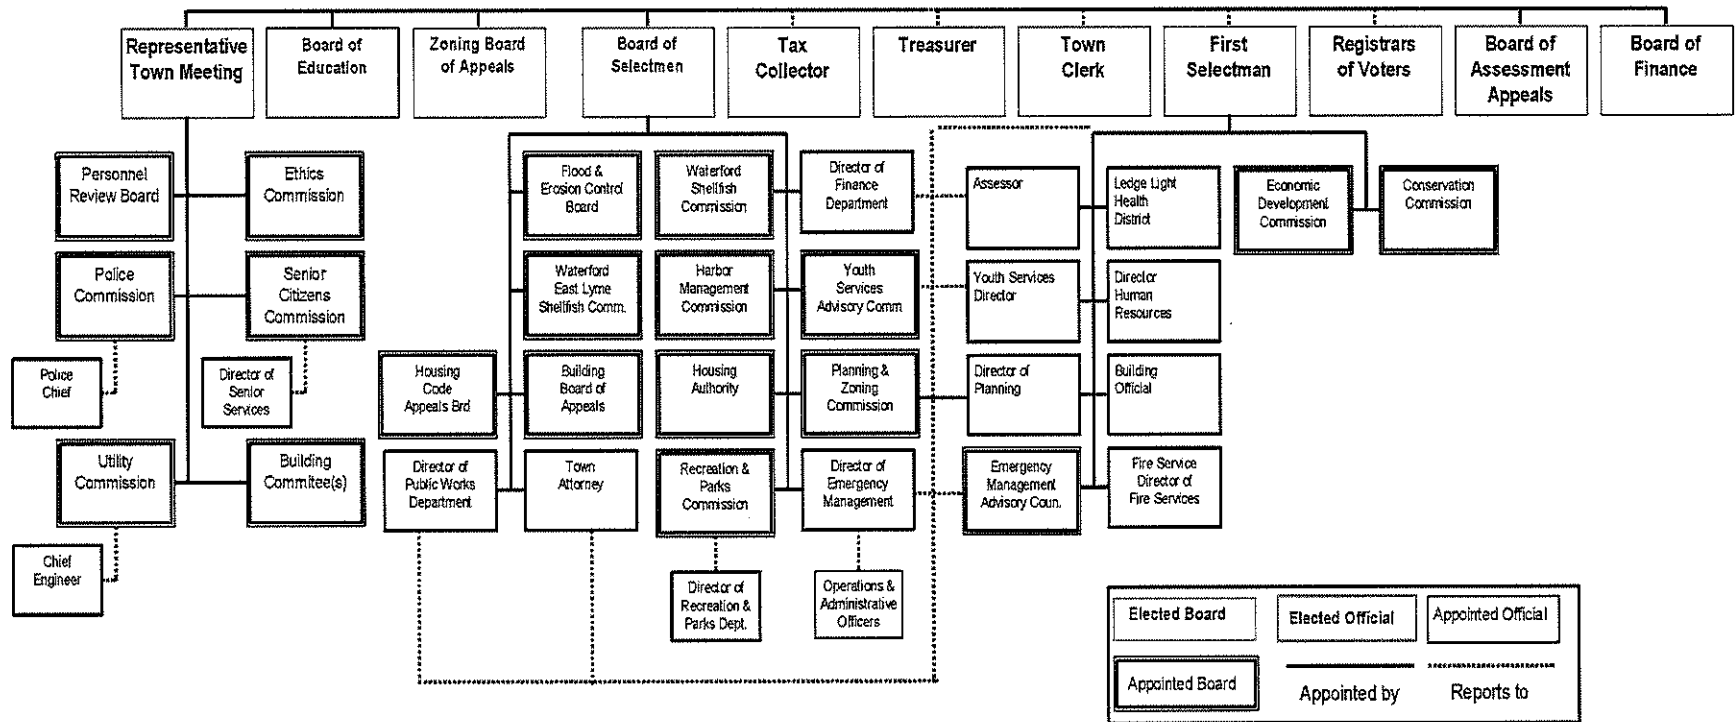 Representative
Town Meeting
Board of
Education
Zoning Board
of Appeals
Board of
Selectmen
Tax
Collector
Treasurer
Town
Clerk
First
Selectman
Registrars
of Voters
Board of
Assessment
Appeals
Board of
Finance
Personnel
Review Board
Ethics
Commission
Flood &
Erosion Control
Board
Waterford
Shellfish
Commission
Director of
Finance
Department
Assessor
Ledge Light
Health
District
Economic
Development
Commission
Conservation
Commission
Police
Commission
Senior
Citizens
Commission
Waterford
East Lyme
Shellfish Comm.
Harbor
Management
Commission
Youth
Services
Advisory Comm
Youth Services
Director
Director
Human
Resources
Police
Chief
Director of
Senior
Services
Housing
Code
Appeals Brd
Building
Board of
Appeals
Housing
Authority
Planning &
Zoning
Commission
Director of
Planning
Building
Official
Utility
Commission
Building
Commitee(s)
Director of
Public Works
Department
Town
Attorney
Recreation &
Parks
Commission
Director of
Emergency
Management
Emergency
Management
Advisory Coun.
Fire Service
Director of
Fire Services
Chief
Engineer
Director of
Recreation &
Parks Dept.
Operations &
Administrative
Officers
Elected Board
Elected Official
Appointed Official
Appointed Board
Appointed by
Reports to